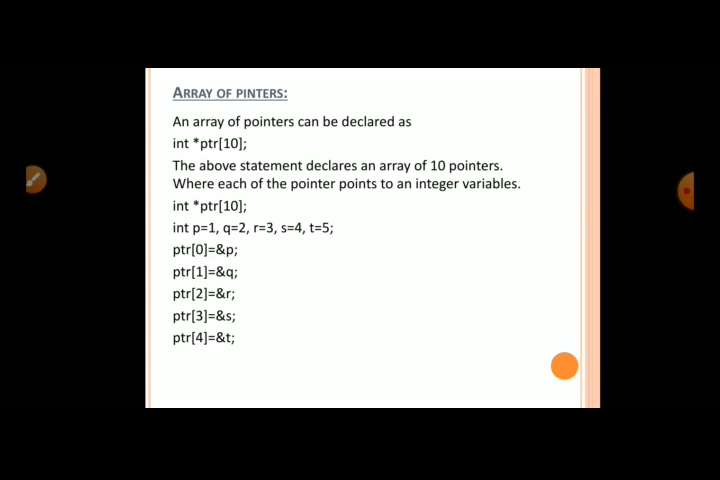 ARRAY OF PINTERS:
An array of pointers can be declared as
int *ptr[10];
The above statement declares an array of 10 pointers.
Where each of the pointer points to an integer variables.
int *ptr[10];
int p=1, q=2, r=3, s=4, t=5;
ptr[0]=&p;
ptr[1]=&q;
ptr[2]=&r;
ptr[3]=&s;
ptr[4]=&t;